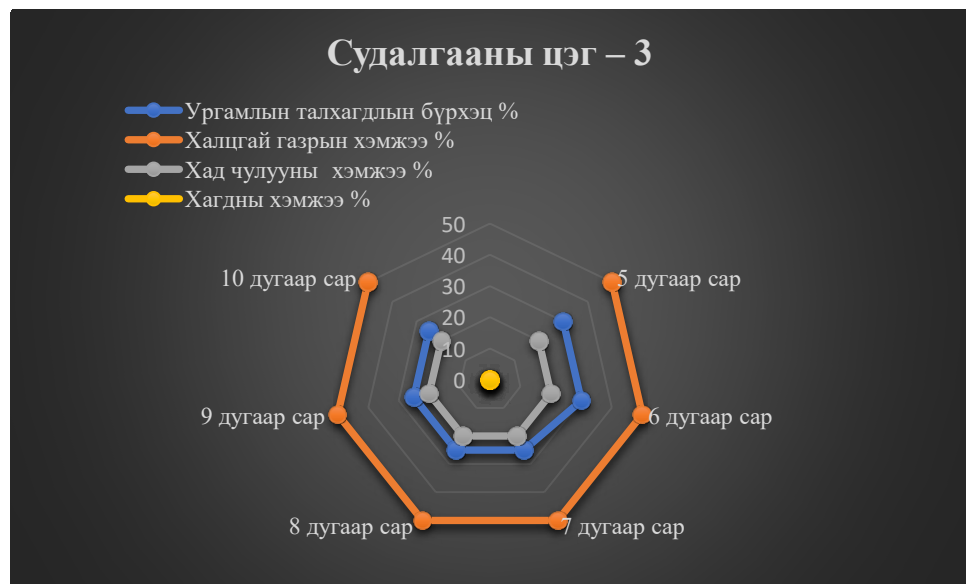 Судалгааны цэг – 3
Ургамлын талхагдлын бүрхэц %
Халцгай газрын хэмжээ %
Хад чулууны  хэмжээ %
Хагдны хэмжээ %
50
40
30
20
10
0
10 дугаар сар
5 дугаар сар
9 дугаар сар
6 дугаар сар
8 дугаар сар
7 дугаар сар